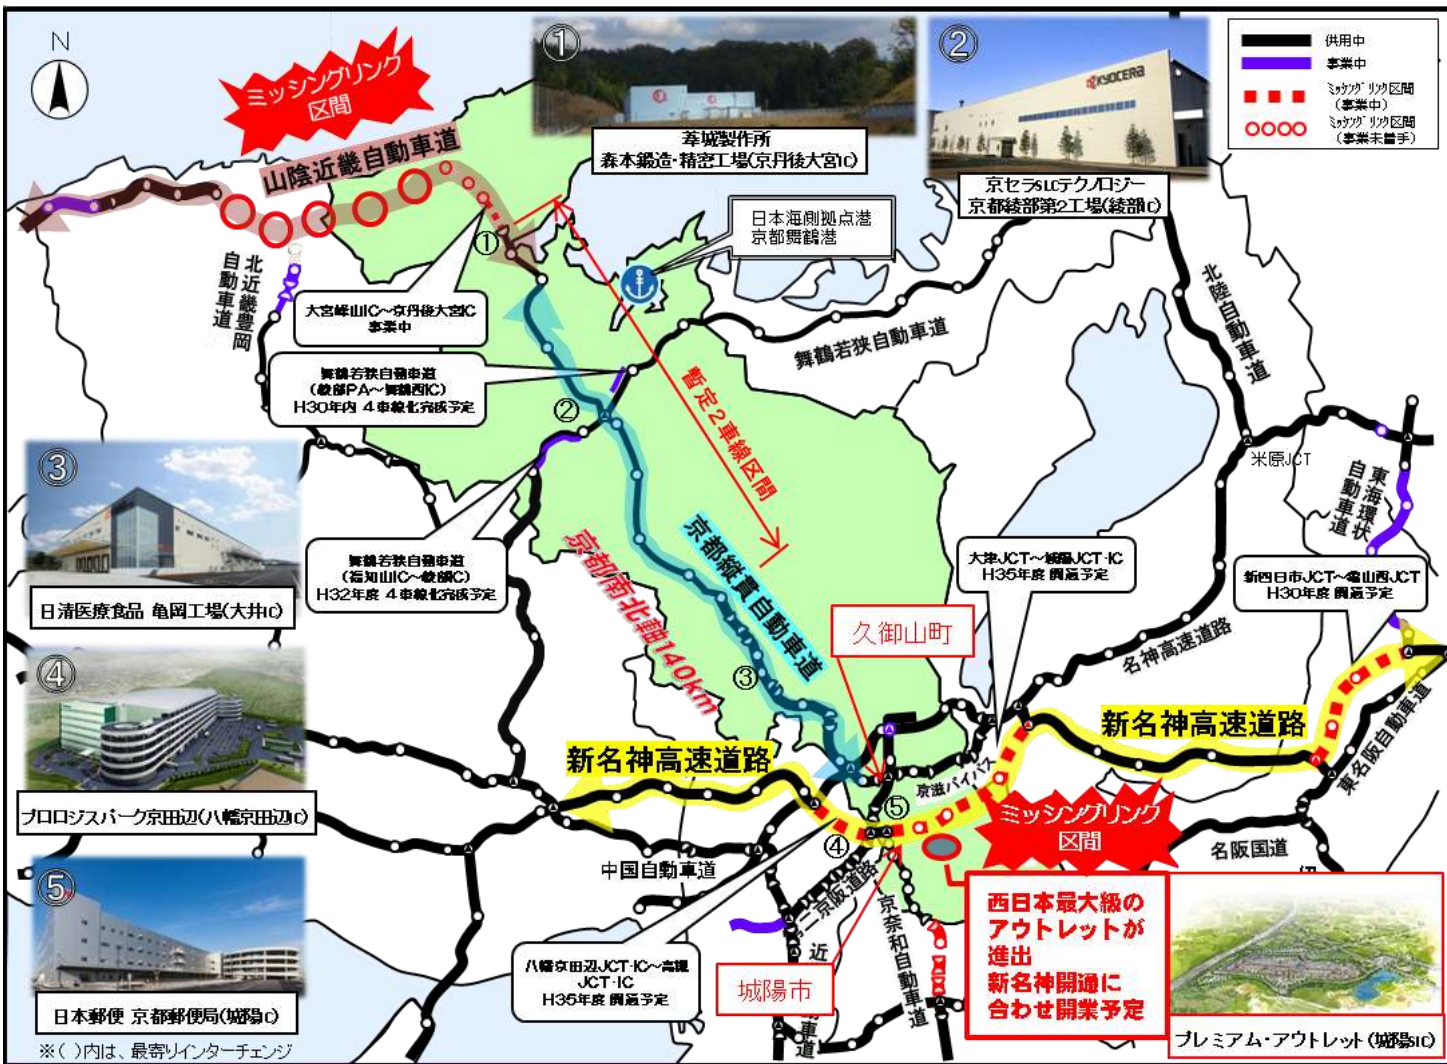 N
ミッシングリンク
区間
①
葊城製作所
森本鍛造・精密工場(京丹後大宮IC)
②
KYOCERA
京セラSLCテクノロジー
京都綾部第2工場(綾部IC)
供用中
事業中
ミッシングリンク区間
(事業中)
ミッシングリンク区間
(事業未着手)
山陰近畿自動車道
日本海側拠点港
京都舞鶴港
①
北近畿豊岡
自動車道
大宮峰山IC～京丹後大宮IC
事業中
舞鶴若狭自動車道
北陸自動車道
舞鶴若狭自動車道
(綾部PA～舞鶴西IC)
H30年内 4車線化完成予定
②
暫定2車線区間
米原JCT
東海環状
自動車道
③
日清医療食品 亀岡工場(大井IC)
舞鶴若狭自動車道
(福知山IC～綾部IC)
H32年度 4車線化完成予定
京都南北軸140km
京都縦貫自動車道
大津JCT～城陽JCT・IC
H35年度 開通予定
新四日市JCT～亀山西JCT
H30年度 開通予定
久御山町
名神高速道路
③
④
プロロジスパーク京田辺(八幡京田辺IC)
新名神高速道路
新名神高速道路
東名阪自動車道
京滋バイパス
⑤
④
ミッシングリンク
区間
中国自動車道
第二京阪道路
名阪国道
⑤
日本郵便 京都郵便局(城陽IC)
※( )内は、最寄りインターチェンジ
八幡京田辺JCT・IC～高槻
JCT・IC
H35年度 開通予定
近
動車道
京奈和自動車道
城陽市
西日本最大級の
アウトレットが
進出
新名神開通に
合わせ開業予定
プレミアム・アウトレット(城陽SIC)